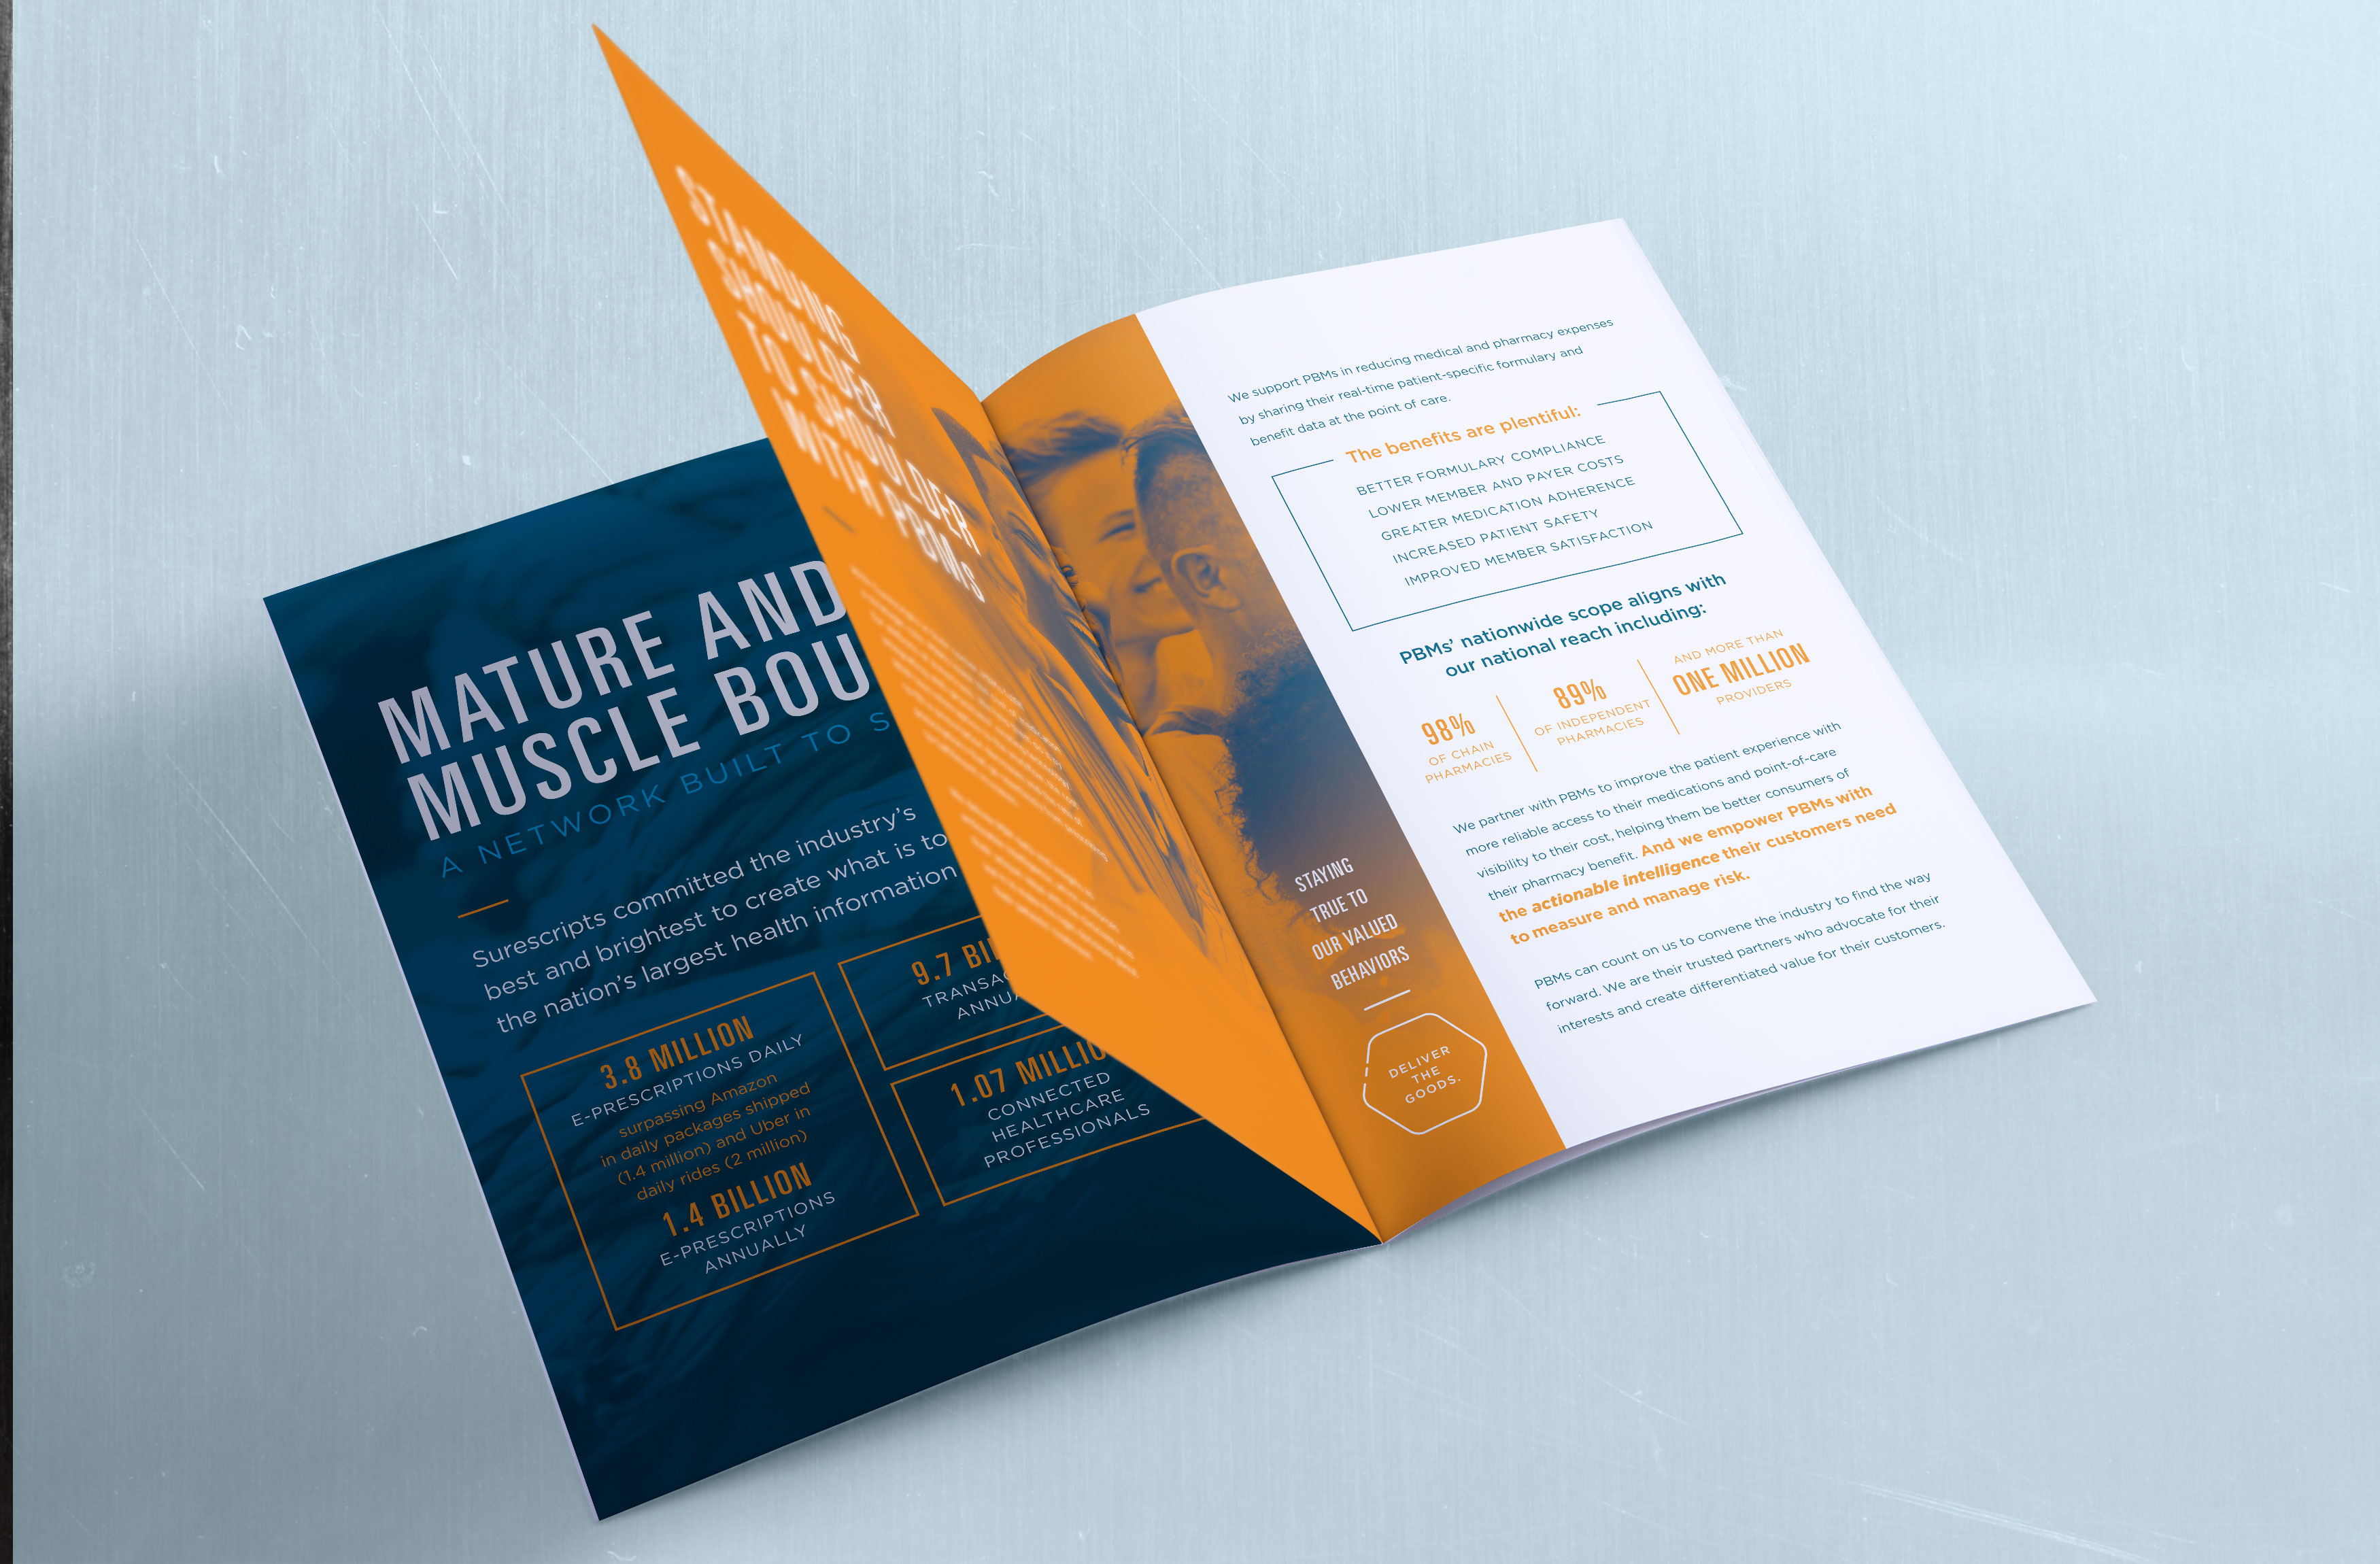 MATURE AND
MUSCLE BOU
A NETWORK BUILT TO S
Surescripts committed the industry's
best and brightest to create what is to
the nation's largest health information
3.8 MILLION
E-PRESCRIPTIONS DAILY
surpassing Amazon
in daily packages shipped
(1.4 million) and Uber in
daily rides (2 million)
1.4 BILLION
E-PRESCRIPTIONS
ANNUALLY
9.7 BIL
TRANSAC
ANNUA
1.07 MILLIO
CONNECTED
HEALTHCARE
PROFESSIONALS
STANDING
SHOULDER
TO SHOULDER
WITH PBMs
STAYING
TRUE TO
OUR VALUED
BEHAVIORS
DELIVER
THE
GOODS.
We support PBMs in reducing medical and pharmacy expenses
by sharing their real-time patient-specific formulary and
benefit data at the point of care.
The benefits are plentiful:
BETTER FORMULARY COMPLIANCE
LOWER MEMBER AND PAYER COSTS
GREATER MEDICATION ADHERENCE
INCREASED PATIENT SAFETY
IMPROVED MEMBER SATISFACTION
PBMs' nationwide scope aligns with
our national reach including:
98%
OF CHAIN
PHARMACIES
89%
OF INDEPENDENT
PHARMACIES
AND MORE THAN
ONE MILLION
PROVIDERS
We partner with PBMs to improve the patient experience with
more reliable access to their medications and point-of-care
visibility to their cost, helping them be better consumers of
their pharmacy benefit. And we empower PBMs with
the actionable intelligence their customers need
to measure and manage risk.
PBMs can count on us to convene the industry to find the way
forward. We are their trusted partners who advocate for their
interests and create differentiated value for their customers.